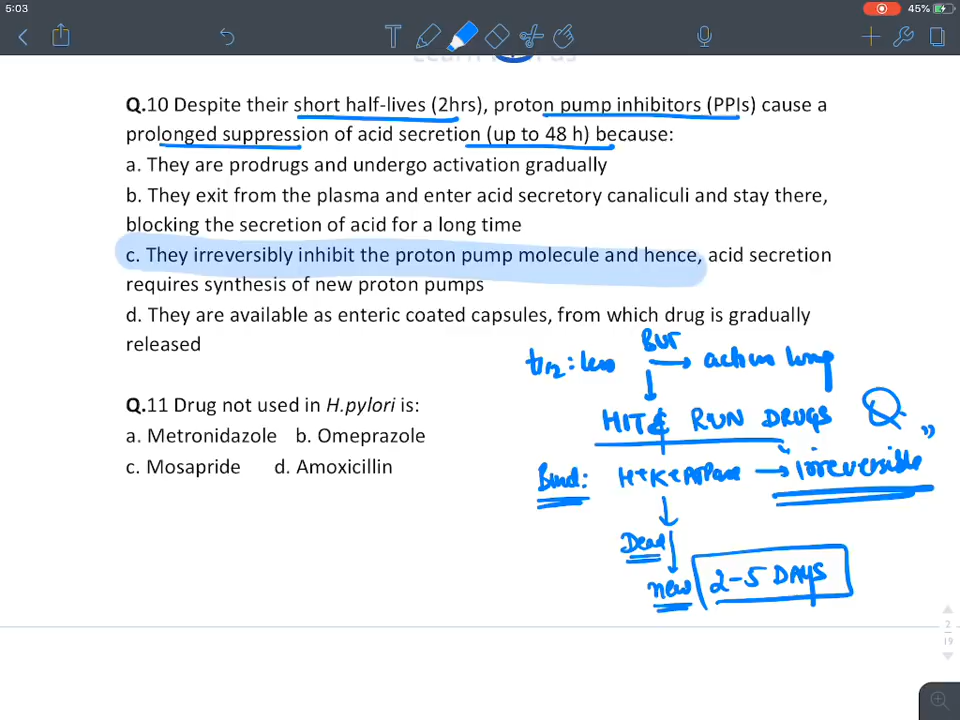 5:03
45%
T
Q.10 Despite their short half-lives (2hrs), proton pump inhibitors (PPIs) cause a
prolonged suppression of acid secretion (up to 48 h) because:
a. They are prodrugs and undergo activation gradually
b. They exit from the plasma and enter acid secretory canaliculi and stay there,
blocking the secretion of acid for a long time
c. They irreversibly inhibit the proton pump molecule and hence, acid secretion
requires synthesis of new proton pumps
d. They are available as enteric coated capsules, from which drug is gradually
released
t1/2 : less BUT → action long
HIT & RUN DRUGS Q
Q.11 Drug not used in H.pylori is:
a. Metronidazole b. Omeprazole
c. Mosapride d. Amoxicillin
Bind: H+K+ATPase → irreversible
Dead
new 2-5 DAYS
2
19